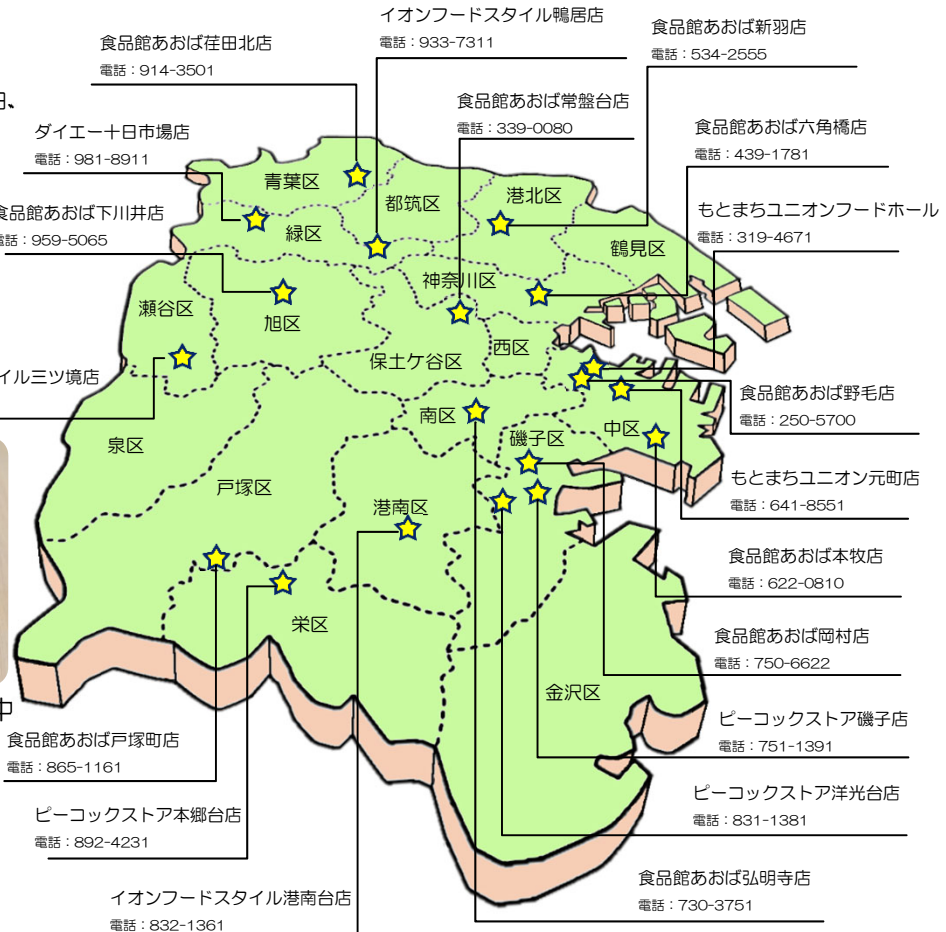 イオンフードスタイル鴨居店
電話：933-7311
食品館あおば新羽店
電話：534-2555
食品館あおば荏田北店
電話：914-3501
食品館あおば常盤台店
電話：339-0080
食品館あおば六角橋店
電話：439-1781
ダイエー十日市場店
電話：981-8911
もとまちユニオンフードホール
電話：319-4671
食品館あおば下川井店
電話：959-5065
青葉区
都筑区
港北区
緑区
鶴見区
神奈川区
瀬谷区
旭区
西区
保土ケ谷区
イル三ツ境店
食品館あおば野毛店
電話：250-5700
南区
磯子区
中区
泉区
もとまちユニオン元町店
電話：641-8551
戸塚区
港南区
食品館あおば本牧店
電話：622-0810
栄区
食品館あおば岡村店
電話：750-6622
金沢区
中
ピーコックストア磯子店
電話：751-1391
食品館あおば戸塚町店
電話：865-1161
ピーコックストア洋光台店
電話：831-1381
ピーコックストア本郷台店
電話：892-4231
食品館あおば弘明寺店
電話：730-3751
イオンフードスタイル港南台店
電話：832-1361